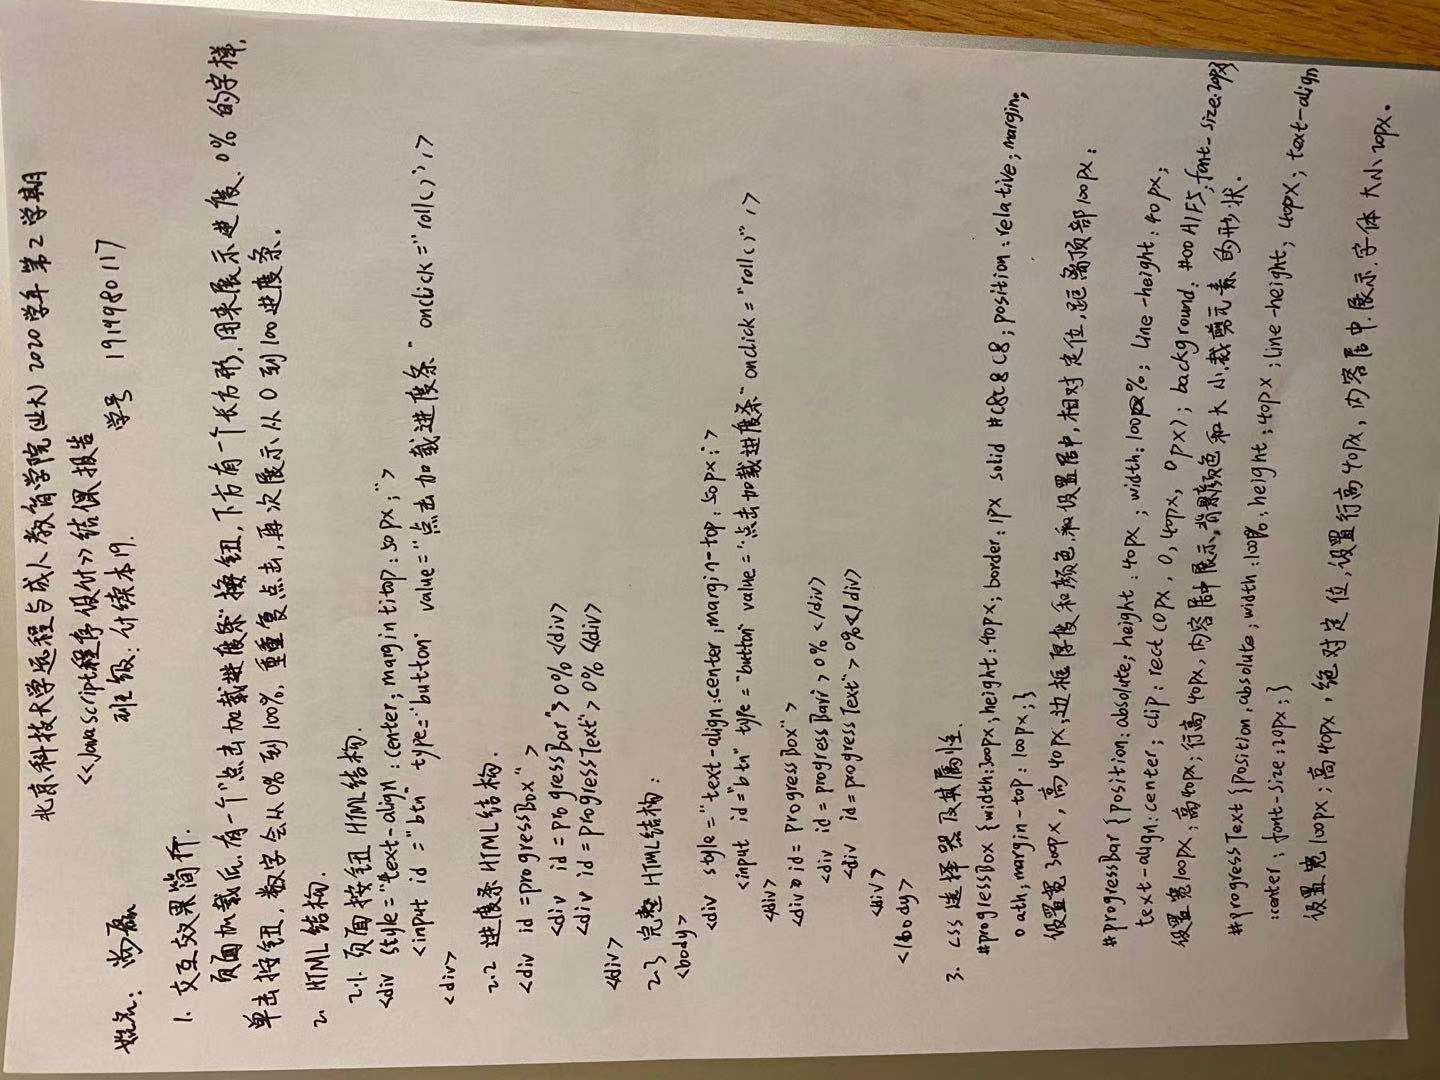 北京科技大学远程与成人教育学院(业大) 2020学年第2学期
《JavaScript程序设计》结课报告
姓名: 尚磊 班级: 计续本19. 学号 1919980117
1. 交互效果简介.
页面加载后,有一个"点击加载进度条"按钮,下方有一个长方形,用来展示进度.0%的字样,
单击按钮,数字会从0%到100%,重复点击,再次展示从0到100进度条.
2. HTML结构.
2.1.页面按钮HTML结构.
<div style="text-align:center;margintitop:50px;">
<input id="btn" type="button" value="点击加载进度条" onclick="roll()"/>
<div>
2.2 进度条HTML结构.
<div id=progressBox">
<div id=progressBar">0%</div>
<div id=progressText">0%</div>
</div>
2.3 完整HTML结构:
<body>
<div style="text-align:center,margin-top:50px;">
<input id="btn" type="button" value="点击加载进度条" onclick="roll()"/>
</div>
<div id=progressBox">
<div id=progressBar>0%</div>
<div id=progressText>0%</div>
<div>
</body>
3. css选择器及其属性.
#progressBox{width:300px;height:40px;border:1px solid #C8C8C8;position:relative;margin:
0 ath;margin-top:100px;}
设置宽300px,高40px,边框厚度和颜色和设置居中,相对定位,距离顶部100px:
#progressBar{position:absolute;height:40px;width:100%;line-height:40px;
text-align:center;clip:rect(0px,0,40px,0px);background:#00A1F5;font-size:20px}
设置宽100px;高40px;行高40px,内容居中展示,背景颜色和大小.裁剪元素的形状.
#progressText{position,absolute;width:100%;height:40px;line-height,40px;text-align
:center;font-size:20px;}
设置宽100px;高40px,绝对定位,设置行高40px,内容居中.展示.字体大小20px.